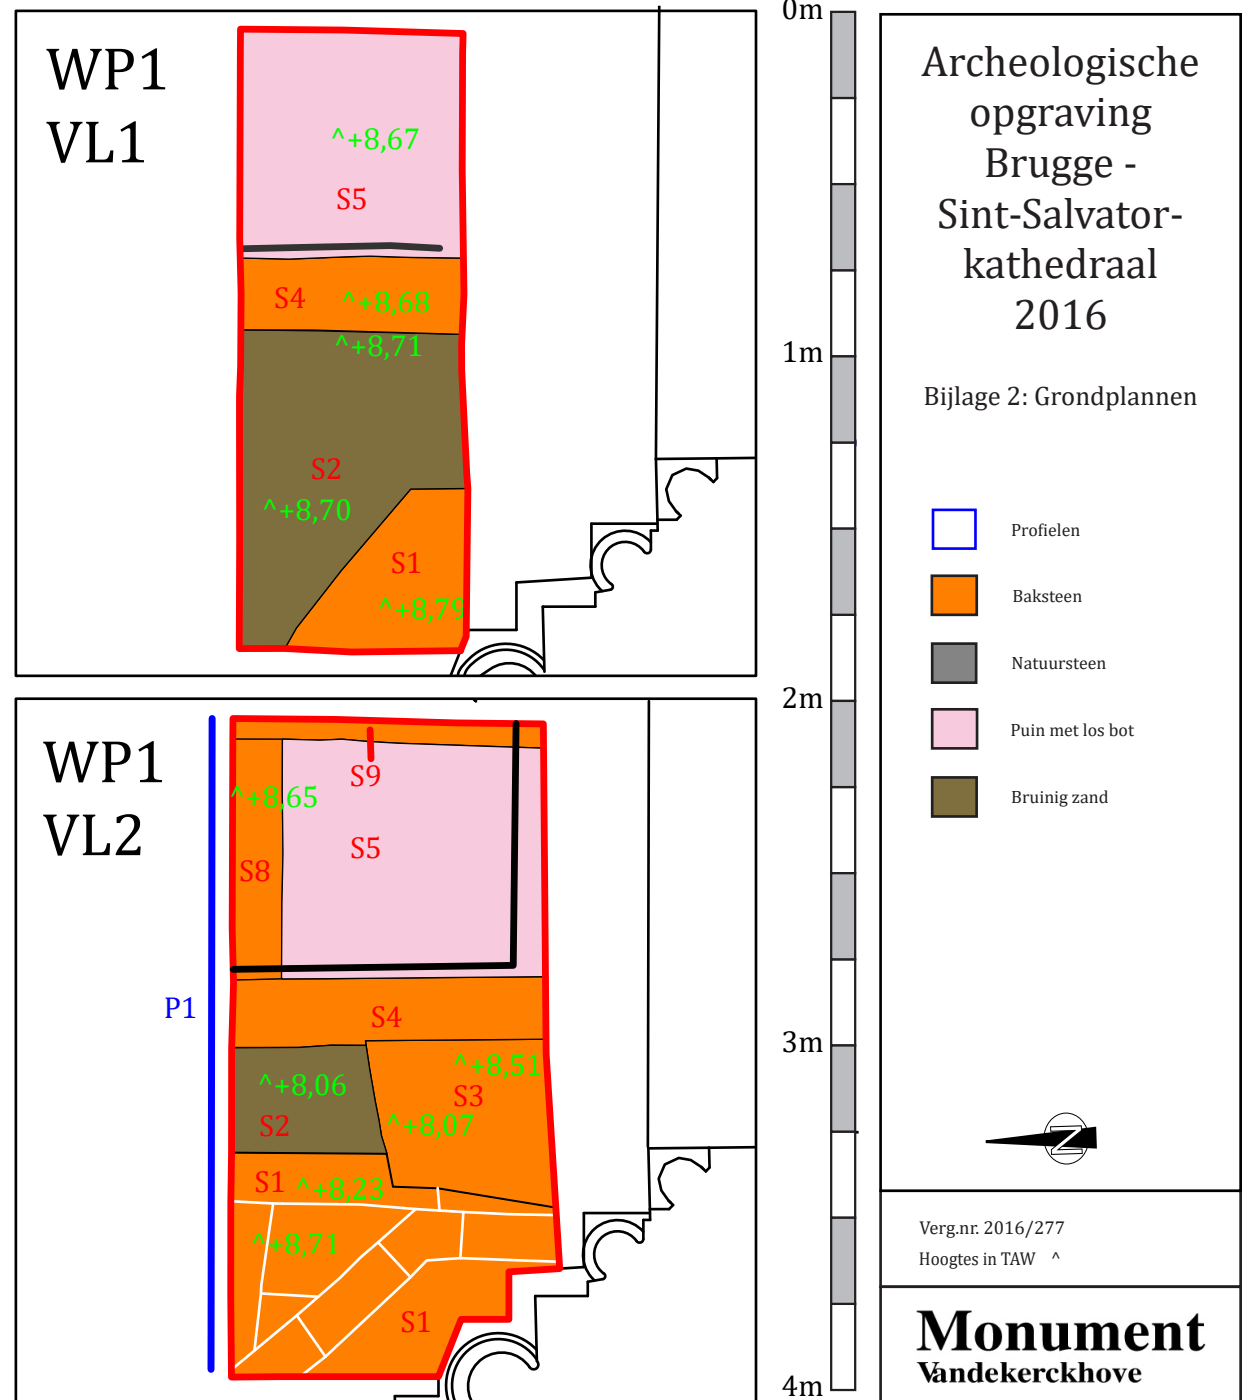 WP1
VL1
^+8,67
S5
S4
^+8,68
^+8,71
S2
^+8,70
S1
^+8,79
WP1
VL2
S9
^+8,65
S5
S8
P1
S4
^+8,51
^+8,06
S3
S2
^+8,07
S1
^+8,23
^+8,71
S1
0m
1m
2m
3m
4m
Archeologische
opgraving
Brugge -
Sint-Salvator-
kathedraal
2016
Bijlage 2: Grondplannen
Profielen
Baksteen
Natuursteen
Puin met los bot
Bruinig zand
N
Verg.nr. 2016/277
Hoogtes in TAW ^
Monument
Vandekerckhove